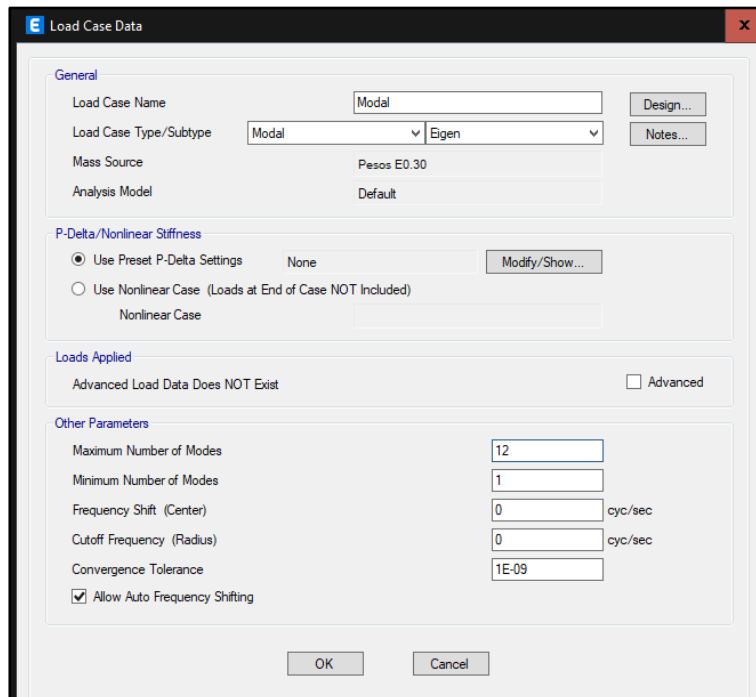 E Load Case Data x
General
Load Case Name Modal Design...
Load Case Type/Subtype Modal Eigen Notes...
Mass Source Pesos E0.30
Analysis Model Default
P-Delta/Nonlinear Stiffness
Use Preset P-Delta Settings None Modify/Show...
Use Nonlinear Case (Loads at End of Case NOT Included)
Nonlinear Case
Loads Applied
Advanced Load Data Does NOT Exist Advanced
Other Parameters
Maximum Number of Modes 12
Minimum Number of Modes 1
Frequency Shift (Center) 0 cyc/sec
Cutoff Frequency (Radius) 0 cyc/sec
Convergence Tolerance 1E-09
Allow Auto Frequency Shifting
OK Cancel